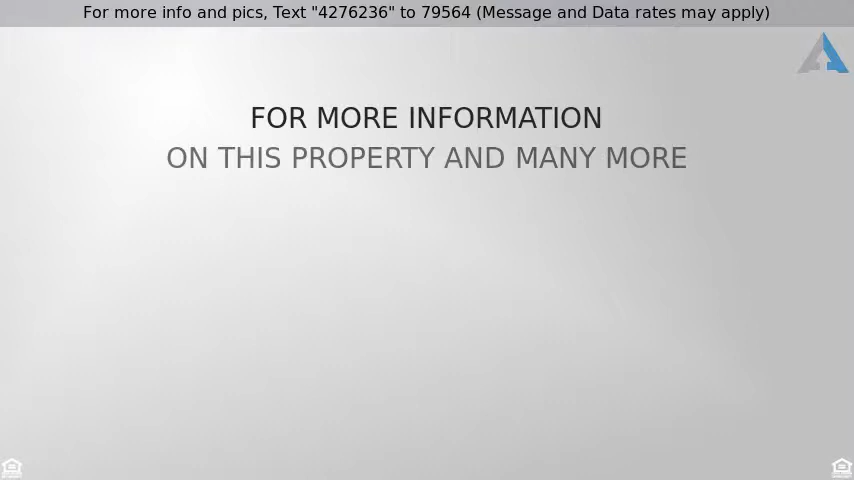 For more info and pics, Text "4276236" to 79564 (Message and Data rates may apply)
FOR MORE INFORMATION
ON THIS PROPERTY AND MANY MORE